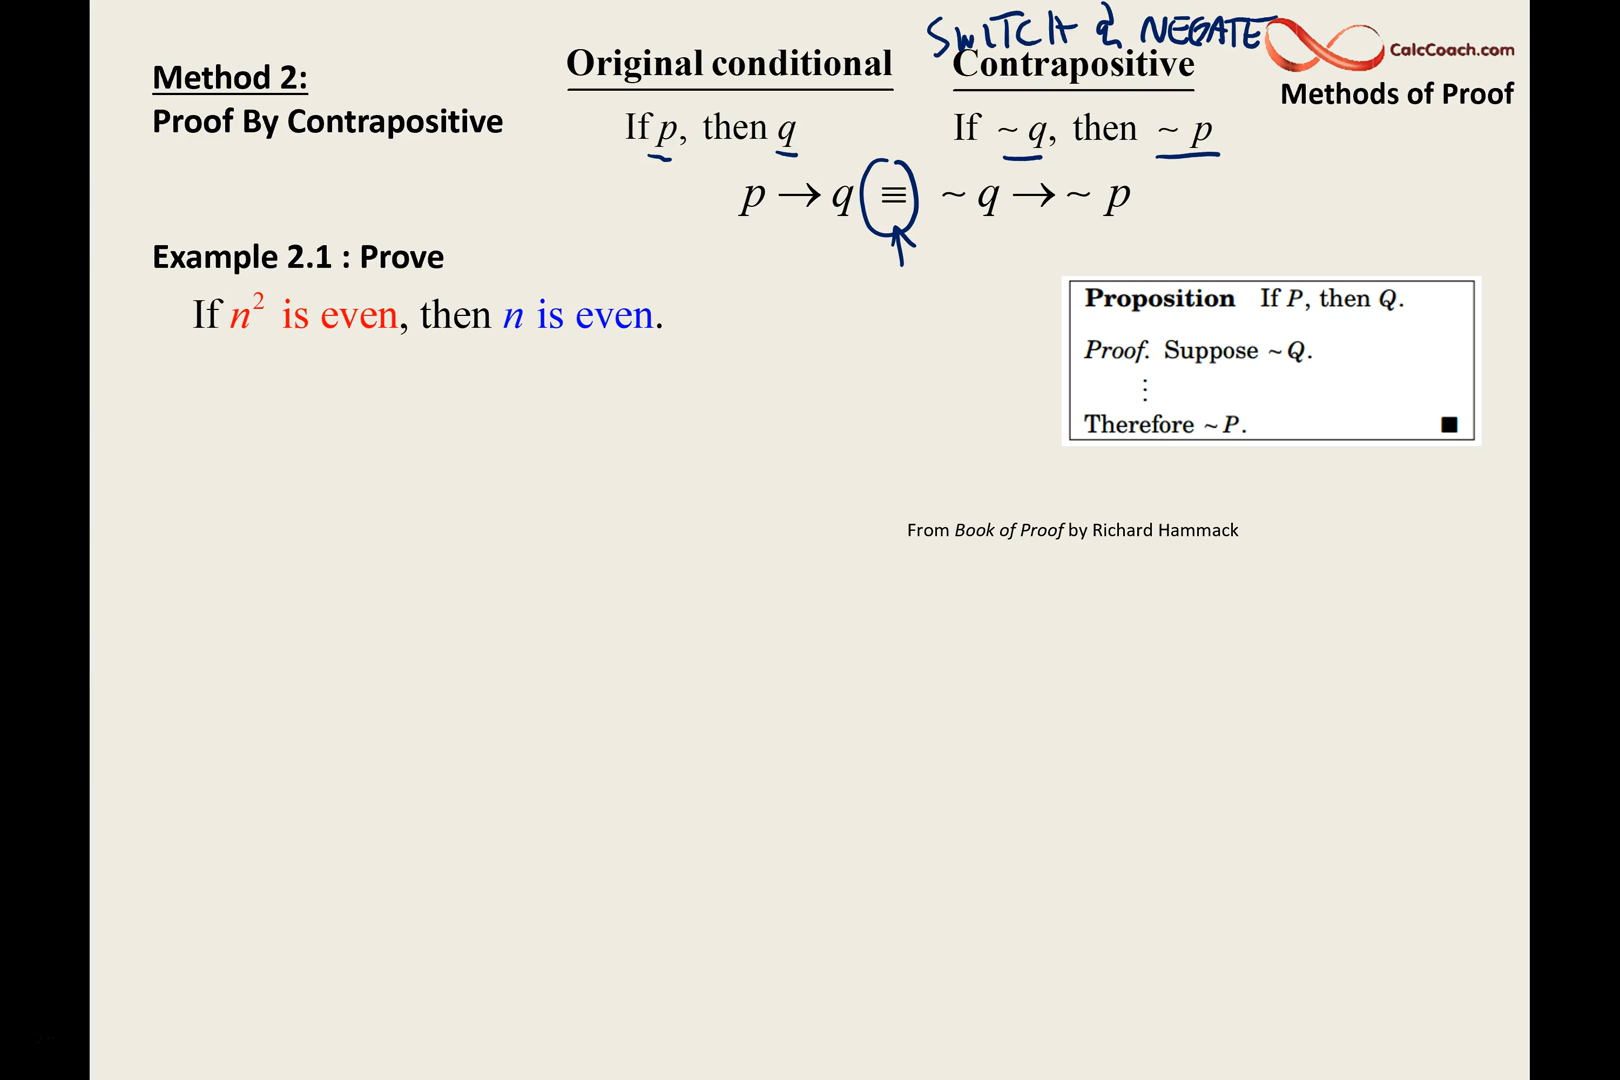 SWITCH & NEGATE
CalcCoach.com
Methods of Proof
Method 2:
Proof By Contrapositive
Original conditional
If p, then q
Contrapositive
If ~ q, then ~ p
p → q ≡ ~ q → ~ p
Example 2.1 : Prove
If n² is even, then n is even.
Proposition If P, then Q.
Proof. Suppose ~ Q.
⋮
Therefore ~ P. ■
From Book of Proof by Richard Hammack